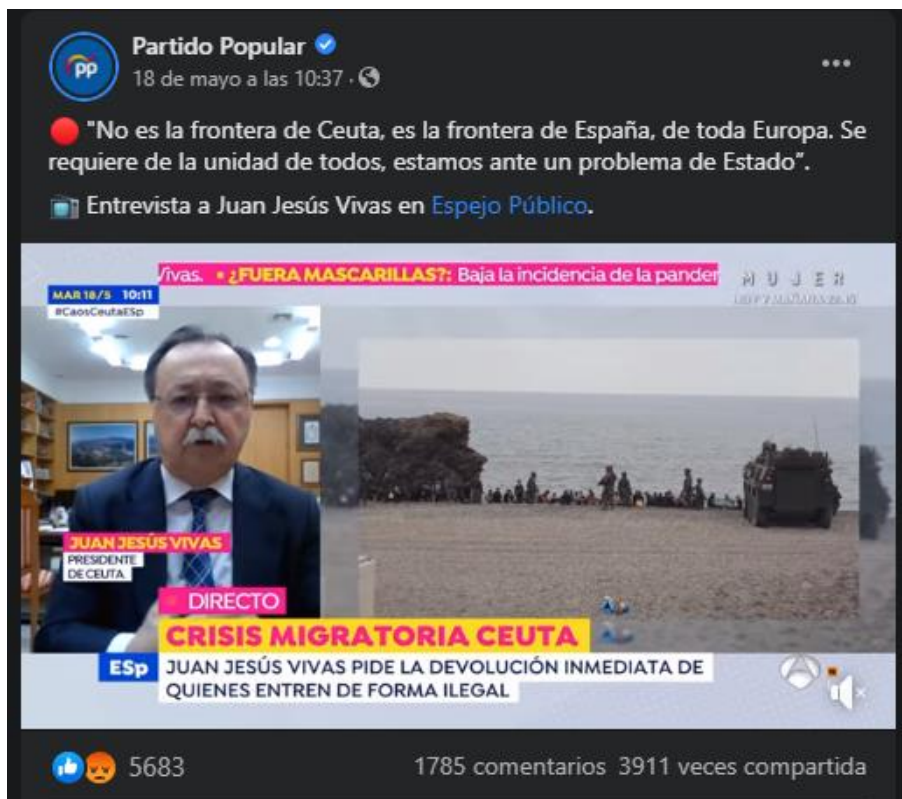 Partido Popular
18 de mayo a las 10:37 ·
"No es la frontera de Ceuta, es la frontera de España, de toda Europa. Se
requiere de la unidad de todos, estamos ante un problema de Estado”.
Entrevista a Juan Jesús Vivas en Espejo Público.
Vivas. • ¿FUERA MASCARILLAS?: Baja la incidencia de la pander
MUJER
MAR 18/5 10:11
#CaosCeutaESp
JUAN JESÚS VIVAS
PRESIDENTE
DE CEUTA
DIRECTO
CRISIS MIGRATORIA CEUTA
ESp JUAN JESÚS VIVAS PIDE LA DEVOLUCIÓN INMEDIATA DE
QUIENES ENTREN DE FORMA ILEGAL
5683 1785 comentarios 3911 veces compartida